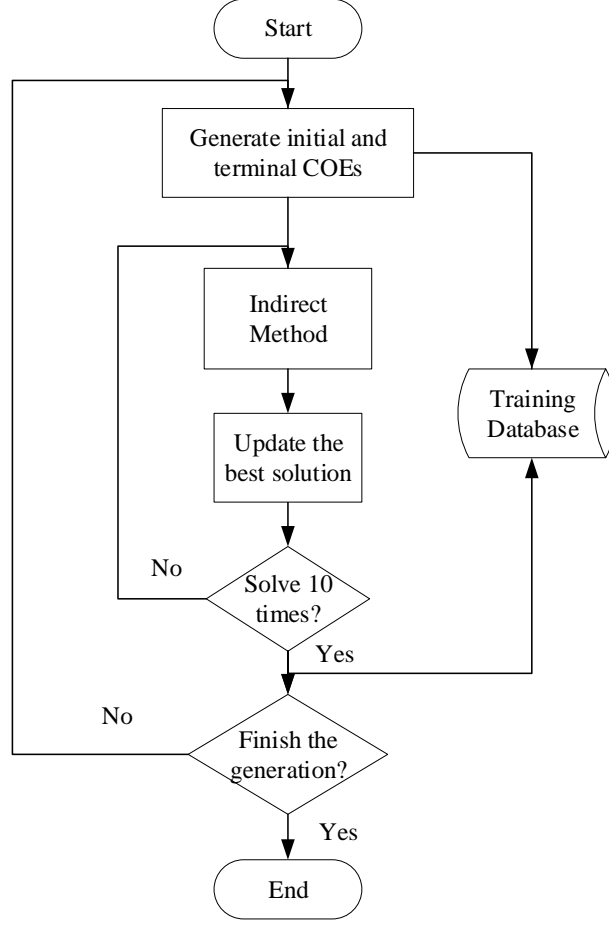 Start
Generate initial and
terminal COEs
Indirect
Method
Training
Database
Update the
best solution
No
Solve 10
times?
Yes
No
Finish the
generation?
Yes
End